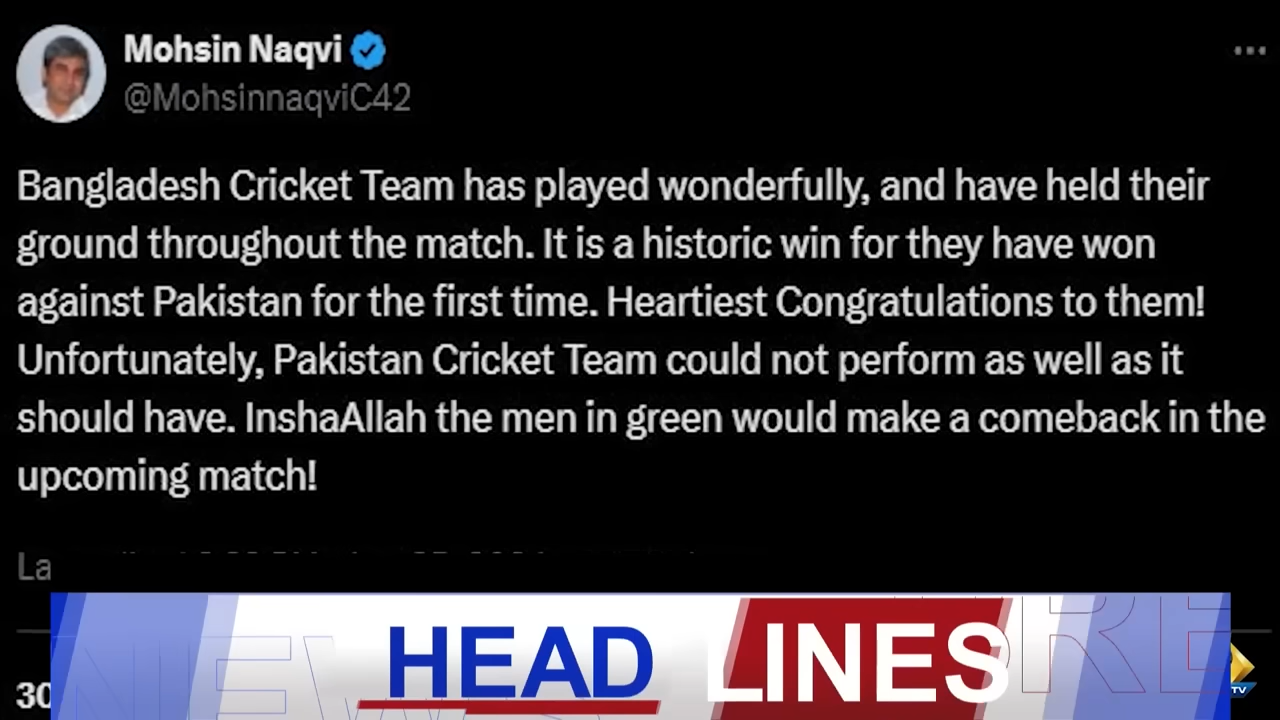 Mohsin Naqvi
@MohsinnaqviC42
Bangladesh Cricket Team has played wonderfully, and have held their
ground throughout the match. It is a historic win for they have won
against Pakistan for the first time. Heartiest Congratulations to them!
Unfortunately, Pakistan Cricket Team could not perform as well as it
should have. InshaAllah the men in green would make a comeback in the
upcoming match!
La
HEAD LINES
30
TV